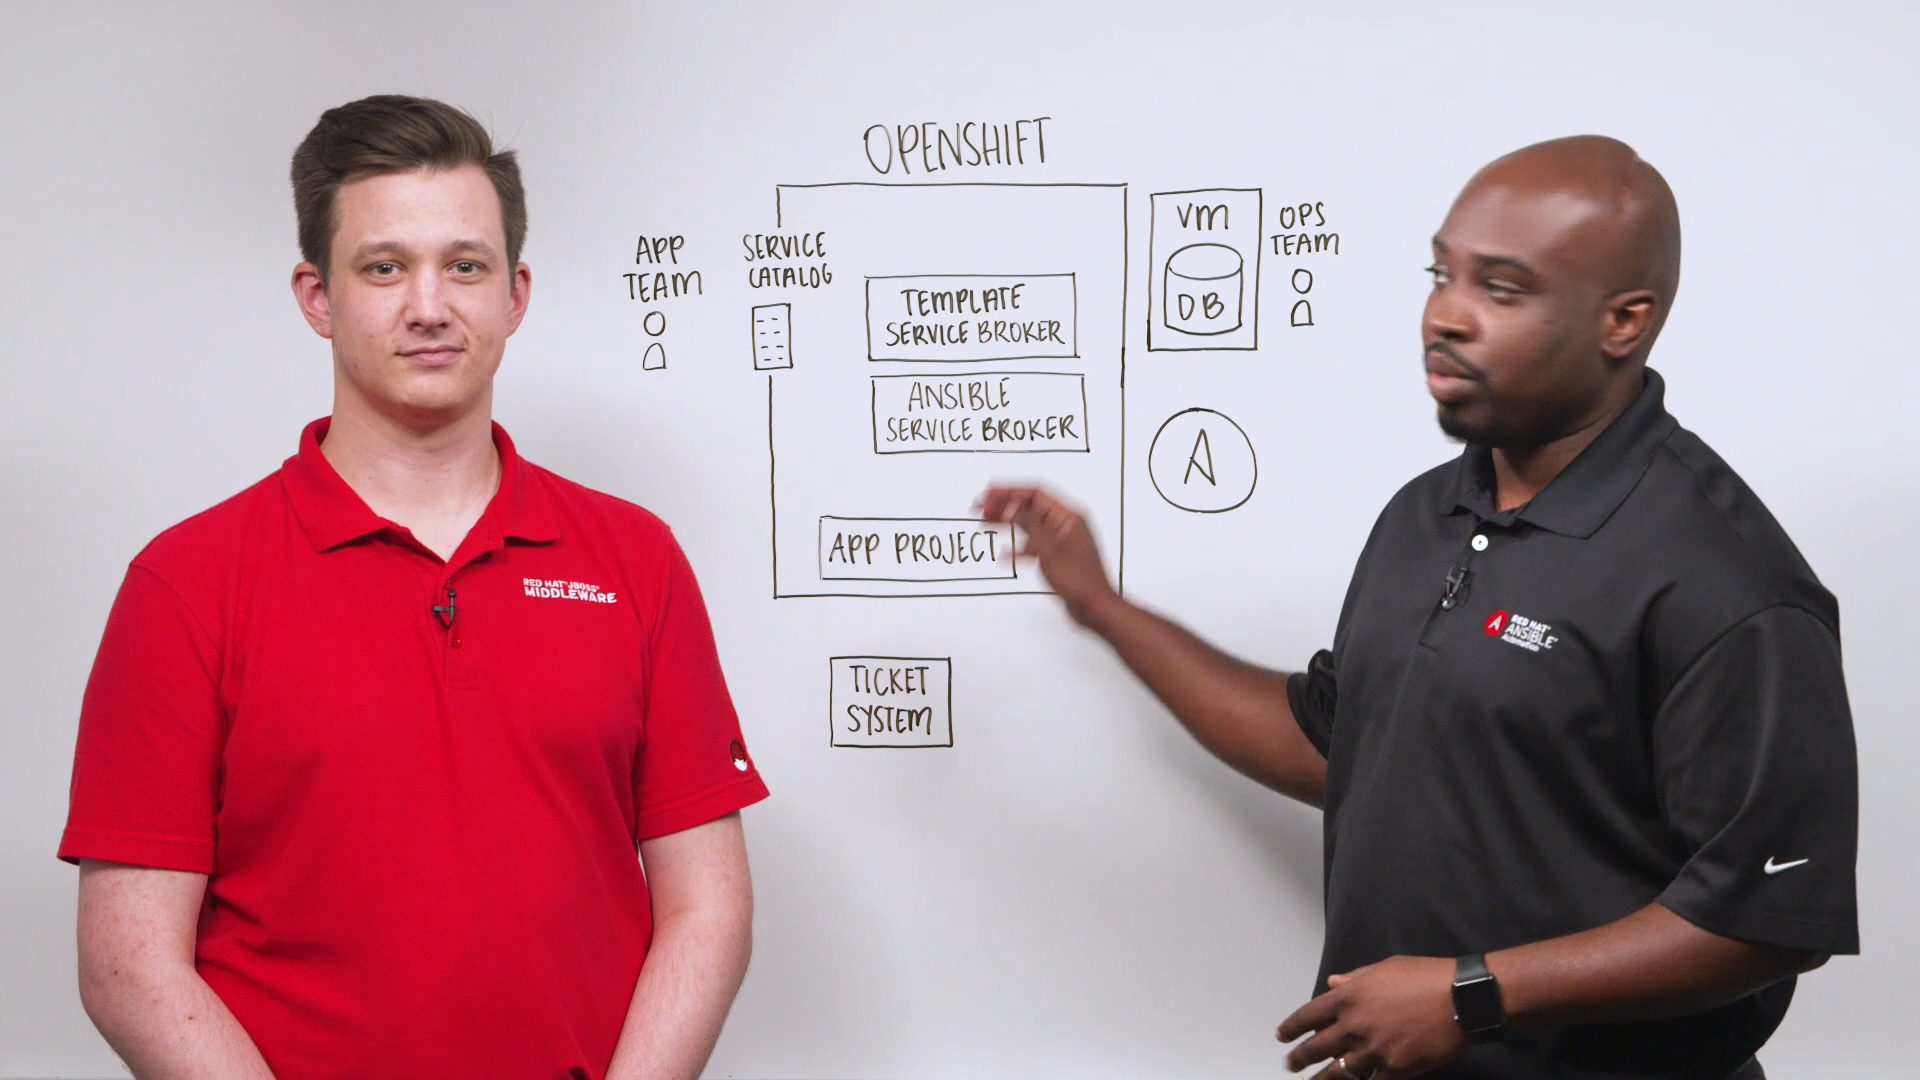 OPENSHIFT
APP
TEAM
SERVICE
CATALOG
TEMPLATE
SERVICE BROKER
ANSIBLE
SERVICE BROKER
APP PROJECT
TICKET
SYSTEM
VM
DB
OPS
TEAM
A
RED HAT® JBOSS®
MIDDLEWARE
A
RED HAT®
ANSIBLE®
Automation